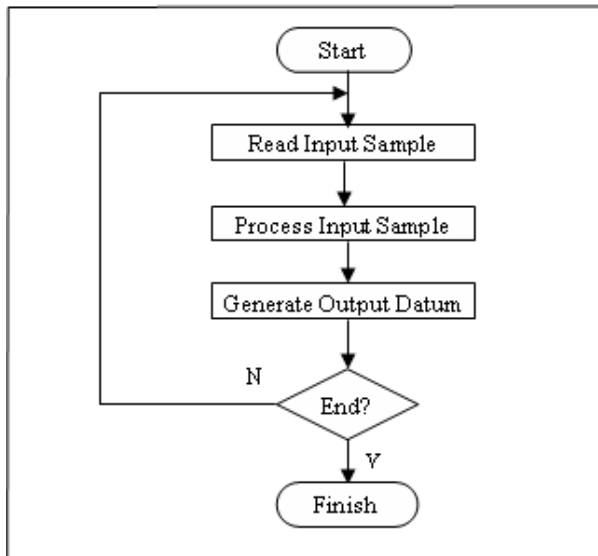 Start
Read Input Sample
Process Input Sample
Generate Output Datum
N
End?
Y
Finish